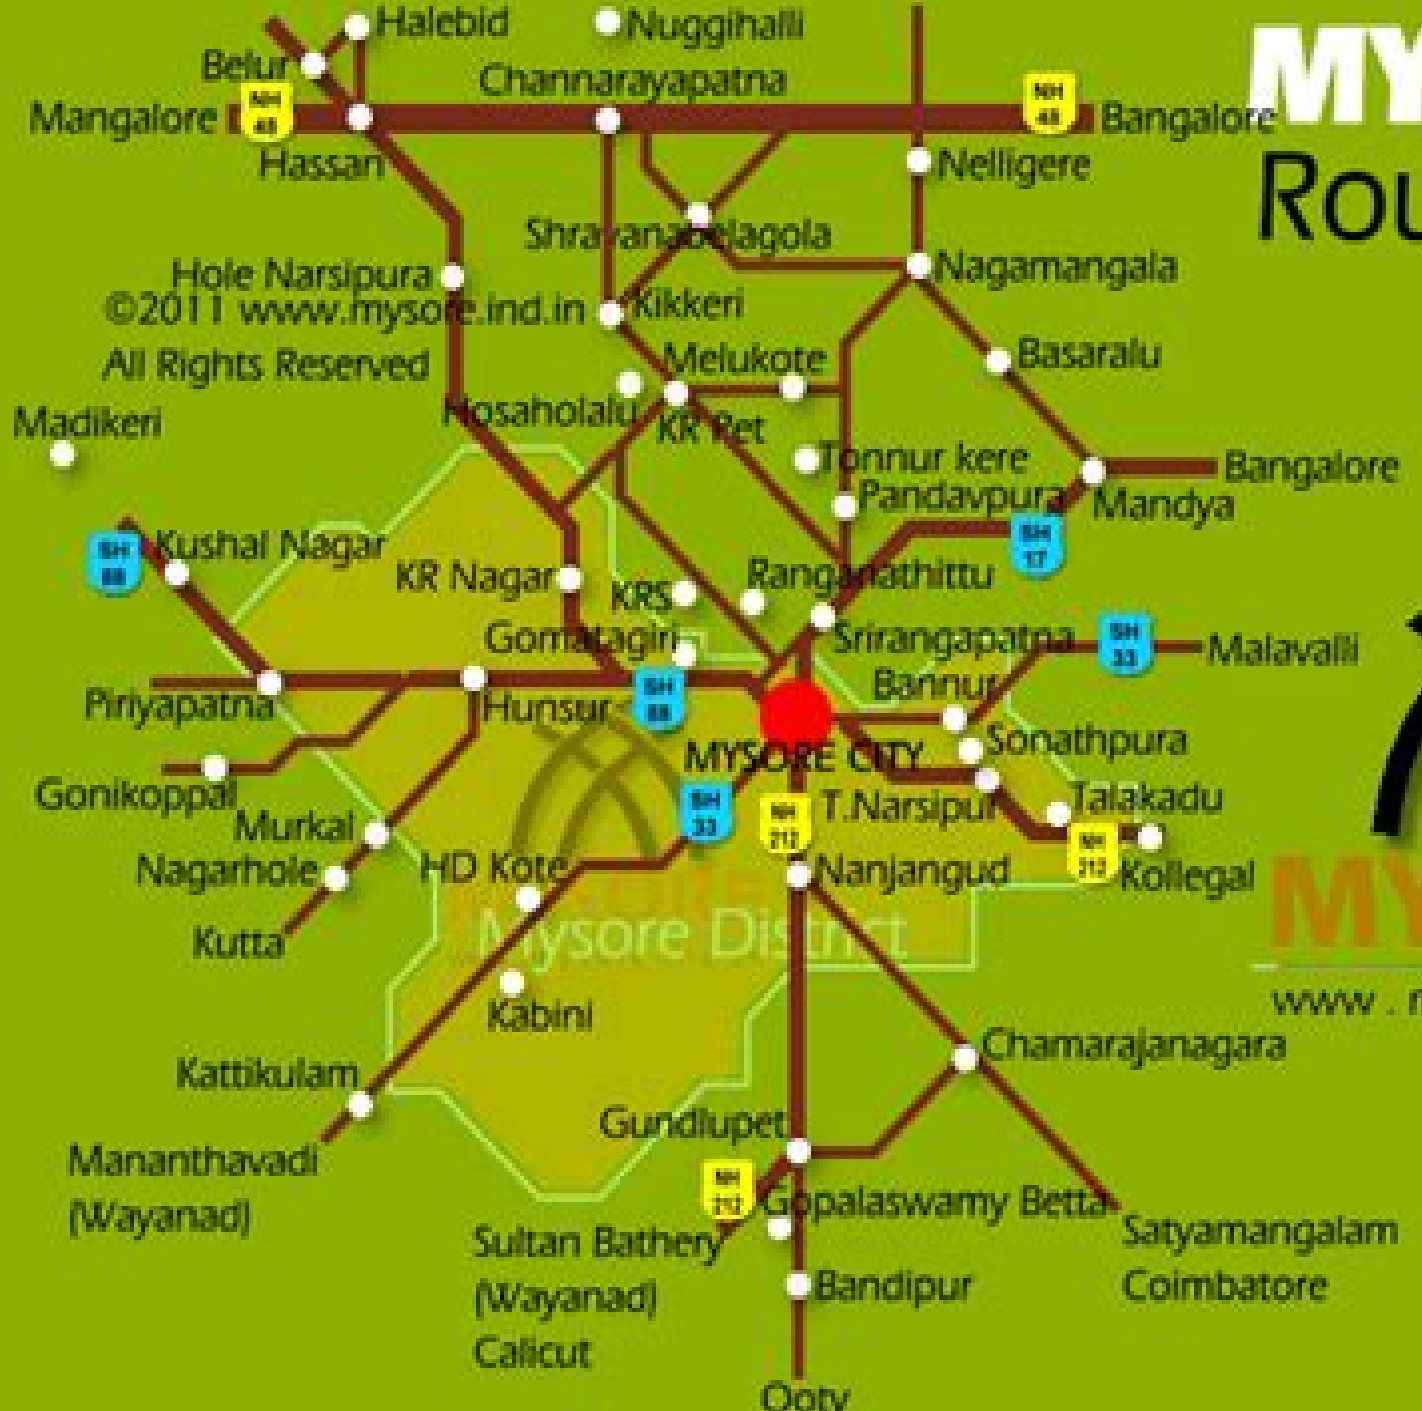 Halebid
Nuggihalli
Belur
Channarayapatna
MY
Mangalore
NH
48
NH
48
Bangalore
Hassan
Nelligere
Rou
Shravanabelagola
Hole Narsipura
Nagamangala
©2011 www.mysore.ind.in
Kikkeri
All Rights Reserved
Melukote
Basaralu
Hosaholalu
KR Pet
Madikeri
Tonnur kere
Bangalore
Pandavpura
Mandya
SH
88
Kushal Nagar
SH
17
KR Nagar
KRS
Ranganathittu
Gomatagiri
Srirangapatna
SH
33
Malavalli
Piriyapatna
Hunsur
SH
88
Bannur
MYSORE CITY
Sonathpura
Gonikoppal
SH
33
NH
212
T.Narsipur
Talakadu
Murkal
Nagarhole
HD Kote
Nanjangud
NH
212
Kollegal
MY
Kutta
Mysore District
Kabini
www . m
Kattikulam
Chamarajanagara
Gundlupet
Mananthavadi
(Wayanad)
NH
212
Gopalaswamy Betta
Sultan Bathery
(Wayanad)
Calicut
Satyamangalam
Coimbatore
Bandipur
Ooty